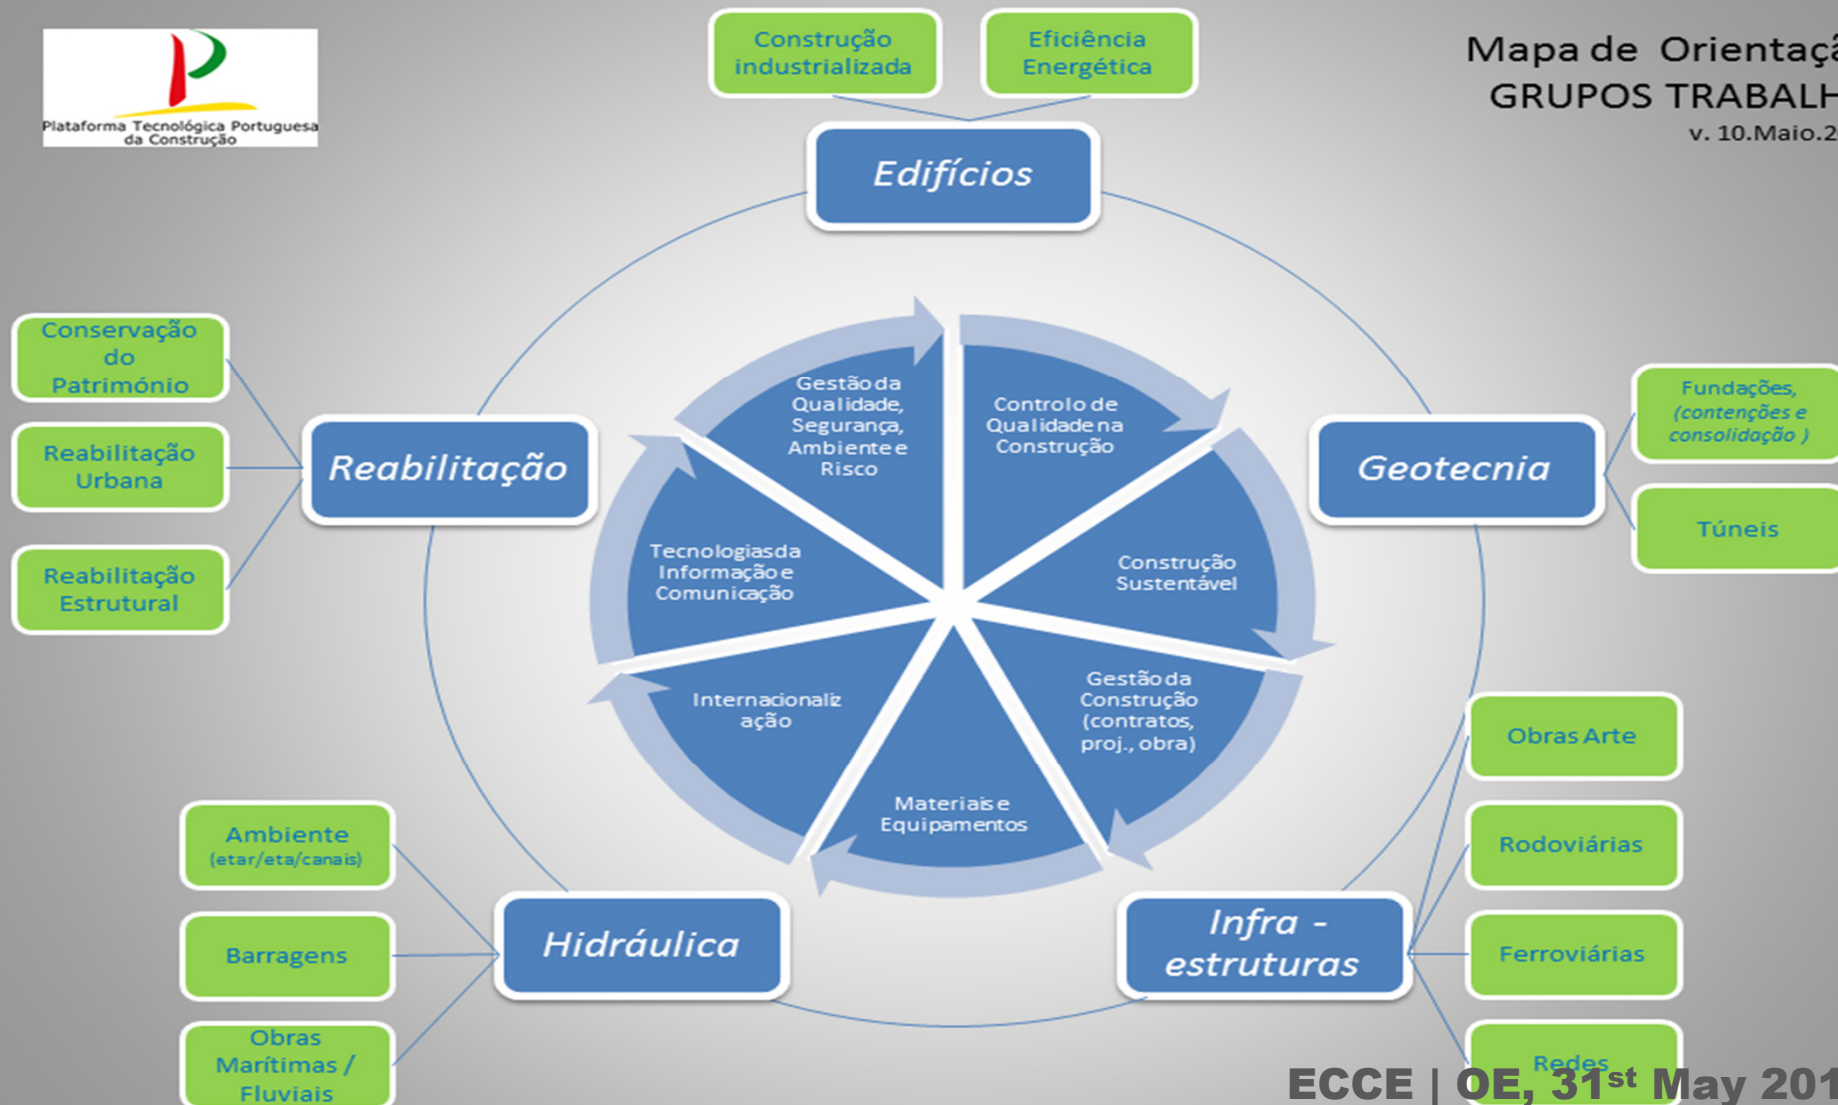 Plataforma Tecnológica Portuguesa
da Construção
Construção
industrializada
Eficiência
Energética
Mapa de Orientaçã
GRUPOS TRABALH
v. 10.Maio.2
Edifícios
Conservação
do
Património
Reabilitação
Urbana
Reabilitação
Estrutural
Reabilitação
Gestão da
Qualidade,
Segurança,
Ambiente e
Risco
Controlo de
Qualidade na
Construção
Geotecnia
Fundações,
(contenções e
consolidação )
Túneis
Tecnologias da
Informação e
Comunicação
Construção
Sustentável
Internacionaliz
ação
Gestão da
Construção
(contratos,
proj., obra)
Materiais e
Equipamentos
Ambiente
(etar/eta/canais)
Barragens
Obras
Marítimas /
Fluviais
Hidráulica
Infra -
estruturas
Obras Arte
Rodoviárias
Ferroviárias
Redes
ECCE | OE, 31st May 201